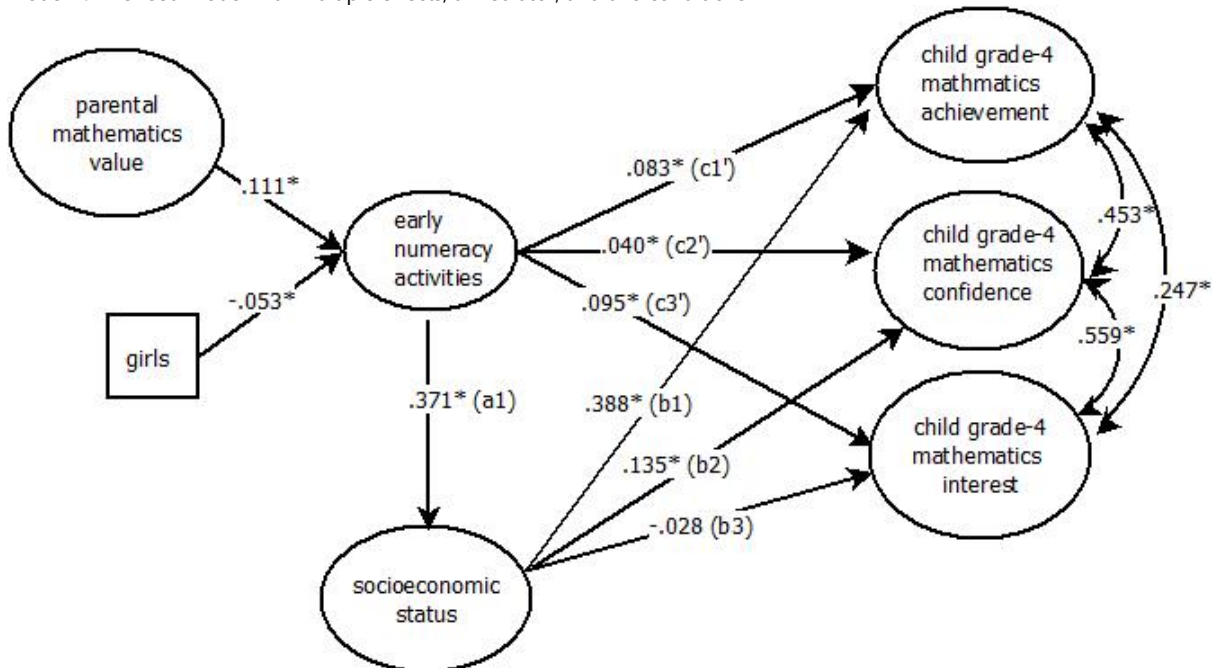 parental
mathematics
value
.111*
-.053*
girls
early
numeracy
activities
.371* (a1)
socioeconomic
status
.083* (c1')
.040* (c2')
.095* (c3')
.388* (b1)
.135* (b2)
-.028 (b3)
child grade-4
mathmatics
achievement
child grade-4
mathematics
confidence
child grade-4
mathematics
interest
.453*
.247*
.559*